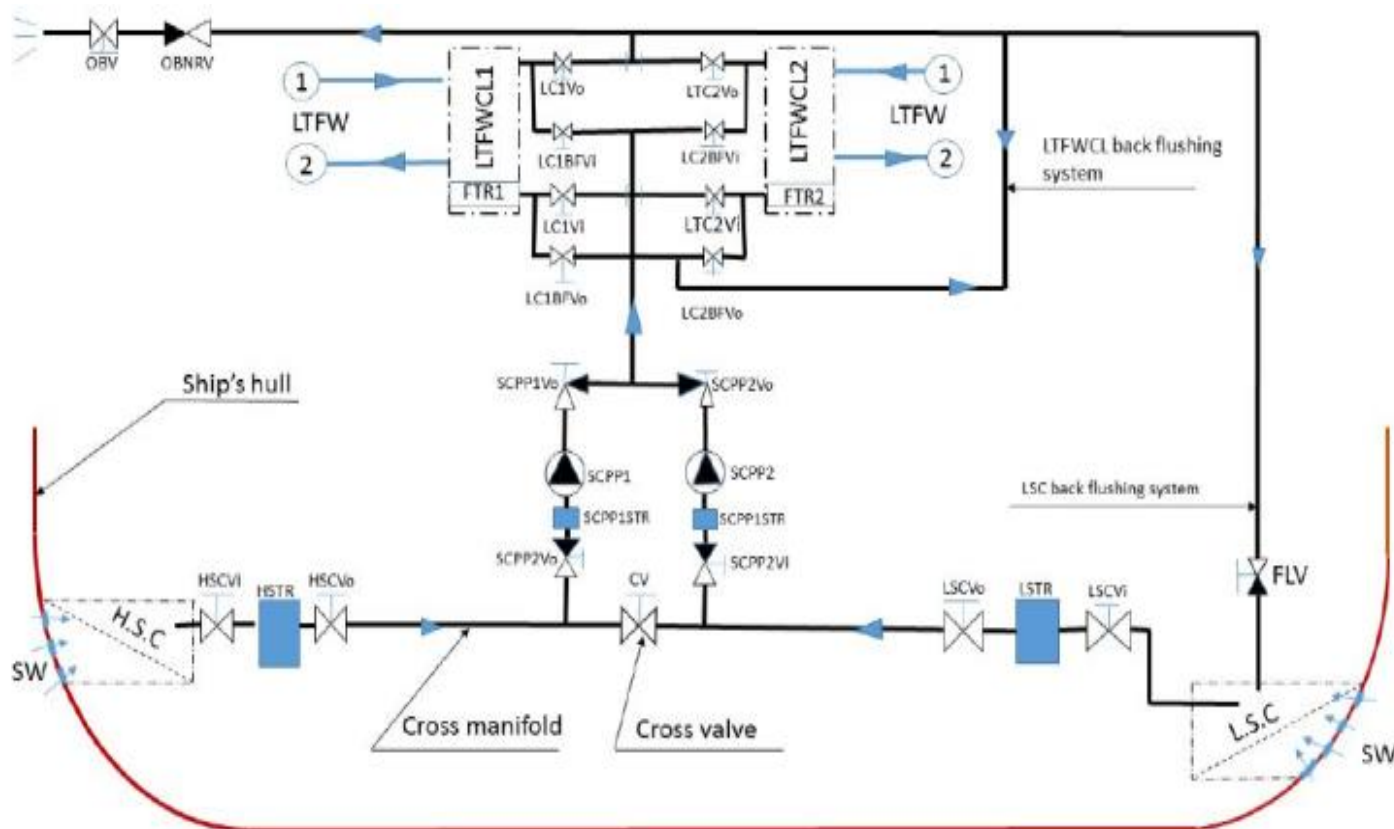 OBV
OBNRV
1
LTFW
2
LTFWCL1
FTR1
LC1Vo
LTC2Vo
LC1BFVi
LC2BFVi
LC1Vi
LTC2Vi
LC1BFVo
LC2BFVo
LTFWCL2
FTR2
1
LTFW
2
LTFWCL back flushing
system
Ship's hull
SCPP1Vo
SCPP2Vo
SCPP1
SCPP2
SCPP1STR
SCPP1STR
SCPP2Vo
SCPP2Vi
LSC back flushing system
FLV
HSCVi
HSTR
HSCVo
CV
LSCVo
LSTR
LSCVi
H.S.C
SW
L.S.C
SW
Cross manifold
Cross valve